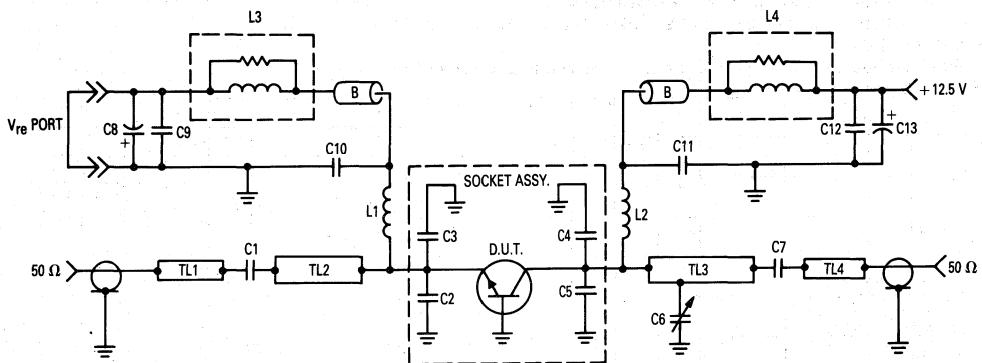 L3
L4
B
B
+ 12.5 V
V_re PORT
C8
+
C9
C10
C11
C12
+
C13
SOCKET ASSY.
L1
L2
C3
C4
D.U.T.
C1
C7
50 Ω
TL1
TL2
C2
C5
TL3
TL4
50 Ω
C6